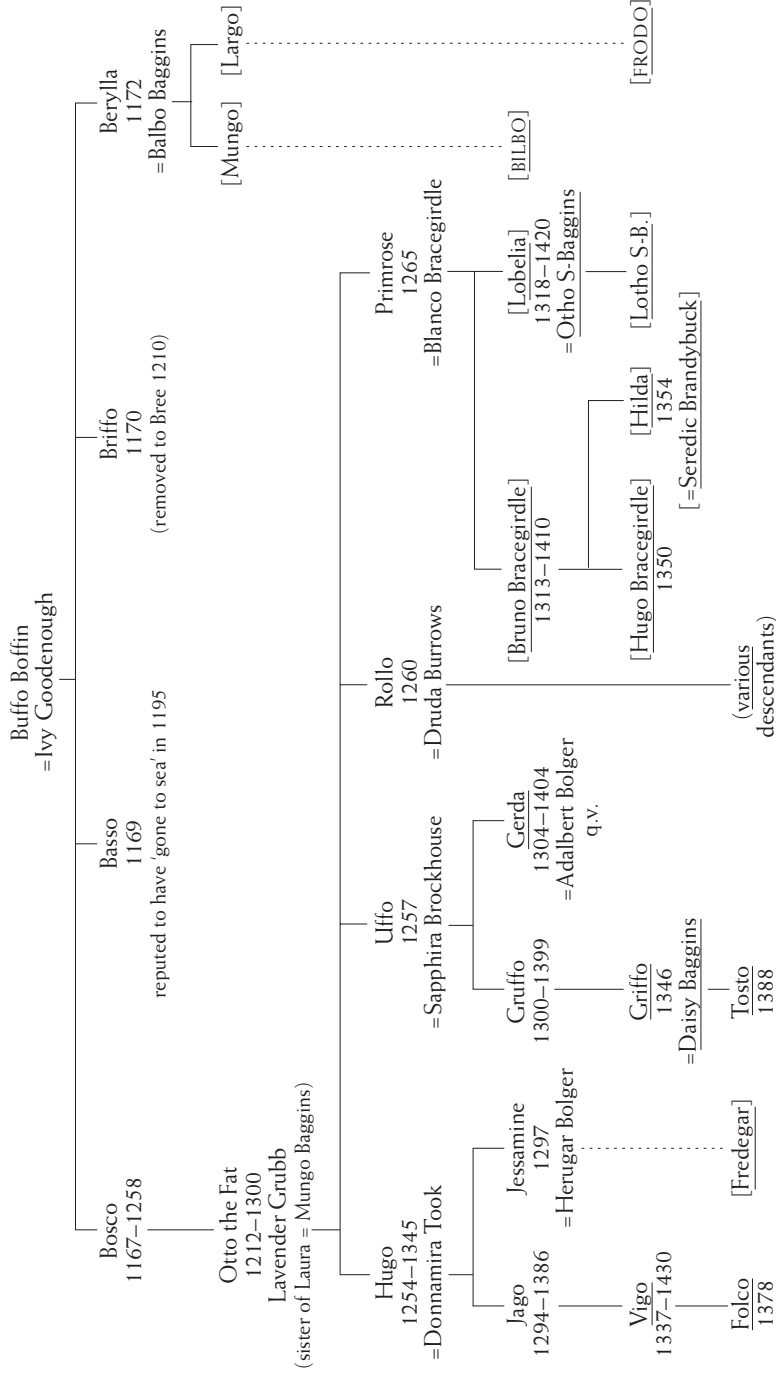 Buffo Boffin
=Ivy Goodenough
Bosco
1167–1258
Basso
1169
reputed to have 'gone to sea' in 1195
Briffo
1170
(removed to Bree 1210)
Berylla
1172
=Balbo Baggins
Otto the Fat
1212–1300
Lavender Grubb
(sister of Laura = Mungo Baggins)
[Mungo]
[Largo]
Hugo
1254–1345
=Donnamira Took
Uffo
1257
=Sapphira Brockhouse
Rollo
1260
=Druda Burrows
Primrose
1265
=Blanco Bracegirdle
Jago
1294–1386
Jessamine
1297
=Herugar Bolger
Gruffo
1300–1399
Gerda
1304–1404
=Adalbert Bolger
q.v.
[Bruno Bracegirdle]
1313–1410
[Lobelia]
1318–1420
=Otho S-Baggins
[BILBO]
Vigo
1337–1430
Griffo
1346
=Daisy Baggins
[Hugo Bracegirdle]
1350
[Hilda]
1354
[=Seredic Brandybuck]
[Lotho S-B.]
[FRODO]
Folco
1378
[Fredegar]
Tosto
1388
(various
descendants)